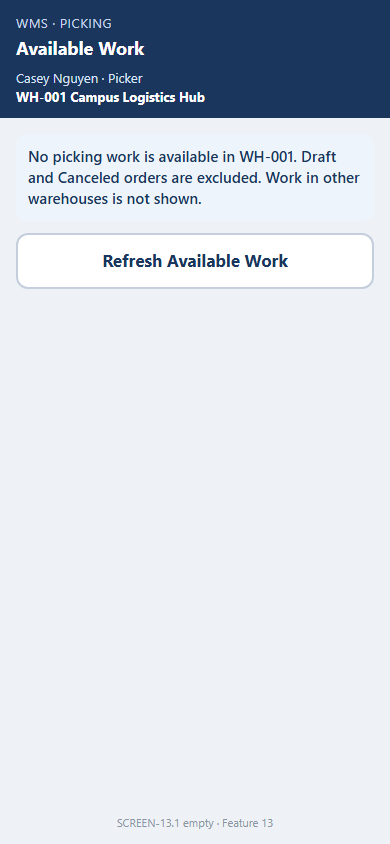 WMS · PICKING
Available Work
Casey Nguyen · Picker
WH-001 Campus Logistics Hub
No picking work is available in WH-001. Draft
and Canceled orders are excluded. Work in other
warehouses is not shown.
Refresh Available Work
SCREEN-13.1 empty · Feature 13